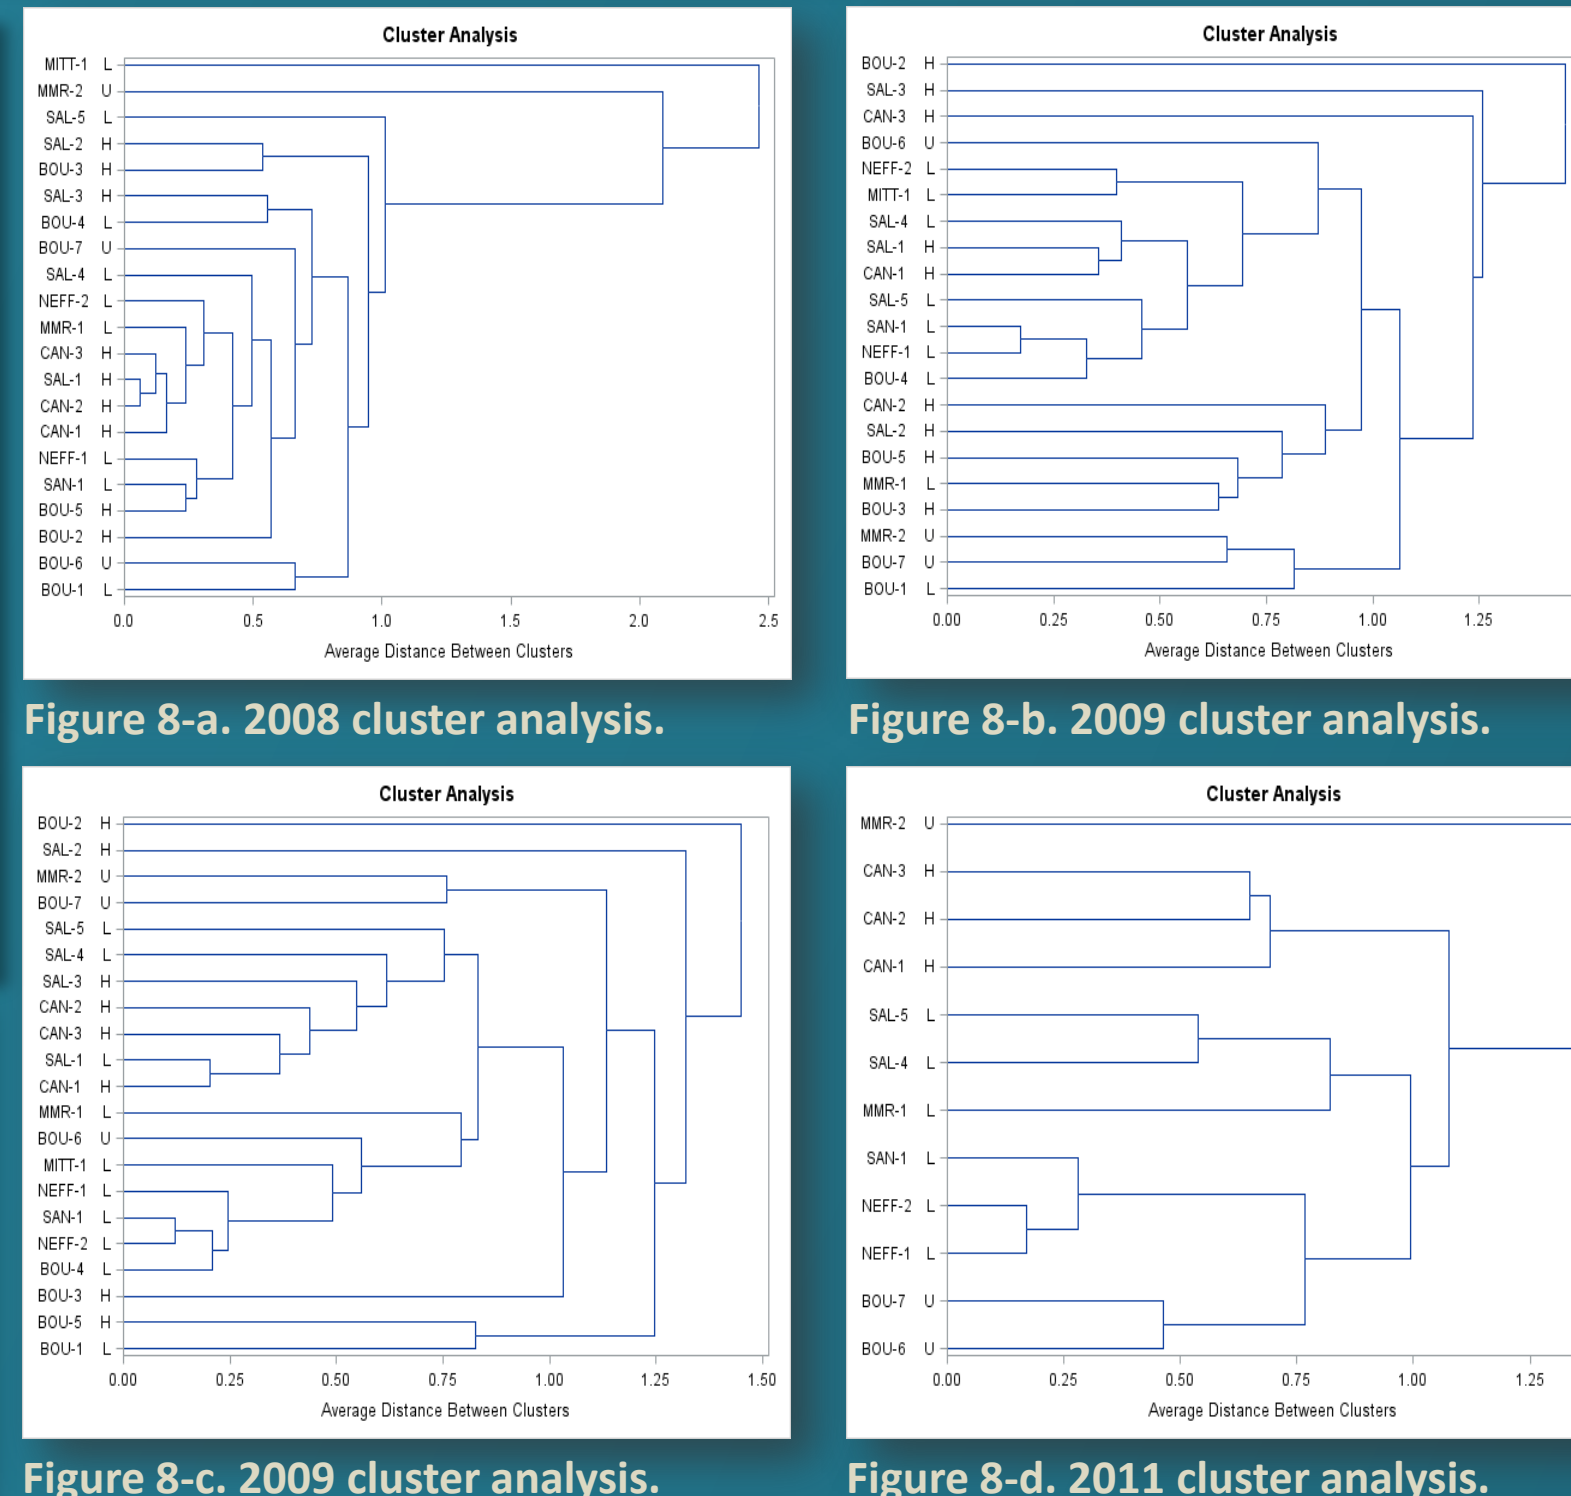 Cluster Analysis
MITT-1 L
MMR-2 U
SAL-5 L
SAL-2 H
BOU-3 H
SAL-3 H
BOU-4 L
BOU-7 U
SAL-4 L
NEFF-2 L
MMR-1 L
CAN-3 H
SAL-1 H
CAN-2 H
CAN-1 H
NEFF-1 L
SAN-1 L
BOU-5 H
BOU-2 H
BOU-6 U
BOU-1 L
0.0 0.5 1.0 1.5 2.0 2.5
Average Distance Between Clusters
Figure 8-a. 2008 cluster analysis.
Cluster Analysis
BOU-2 H
SAL-3 H
CAN-3 H
BOU-6 U
NEFF-2 L
MITT-1 L
SAL-4 L
SAL-1 H
CAN-1 H
SAL-5 L
SAN-1 L
NEFF-1 L
BOU-4 L
CAN-2 H
SAL-2 H
BOU-5 H
MMR-1 L
BOU-3 H
MMR-2 U
BOU-7 U
BOU-1 L
0.00 0.25 0.50 0.75 1.00 1.25
Average Distance Between Clusters
Figure 8-b. 2009 cluster analysis.
Cluster Analysis
BOU-2 H
SAL-2 H
MMR-2 U
BOU-7 U
SAL-5 L
SAL-4 L
SAL-3 H
CAN-2 H
CAN-3 H
SAL-1 L
CAN-1 H
MMR-1 L
BOU-6 U
MITT-1 L
NEFF-1 L
SAN-1 L
NEFF-2 L
BOU-4 L
BOU-3 H
BOU-5 H
BOU-1 L
0.00 0.25 0.50 0.75 1.00 1.25 1.50
Average Distance Between Clusters
Figure 8-c. 2009 cluster analysis.
Cluster Analysis
MMR-2 U
CAN-3 H
CAN-2 H
CAN-1 H
SAL-5 L
SAL-4 L
MMR-1 L
SAN-1 L
NEFF-2 L
NEFF-1 L
BOU-7 U
BOU-6 U
0.00 0.25 0.50 0.75 1.00 1.25
Average Distance Between Clusters
Figure 8-d. 2011 cluster analysis.